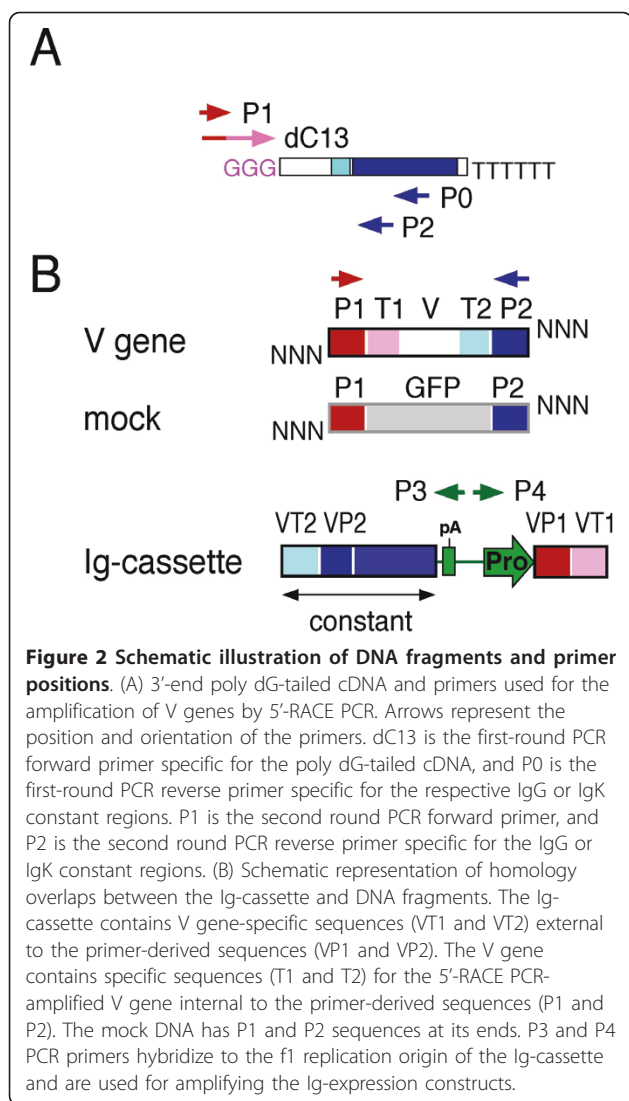 A
P1
dC13
GGG
TTTTTT
P0
P2
B
P1 T1 V T2 P2
V gene
NNN
NNN
P1 GFP P2
mock
NNN
NNN
P3 P4
VT2 VP2 pA VP1 VT1
Ig-cassette
Pro
constant
Figure 2 Schematic illustration of DNA fragments and primer
positions. (A) 3'-end poly dG-tailed cDNA and primers used for the
amplification of V genes by 5'-RACE PCR. Arrows represent the
position and orientation of the primers. dC13 is the first-round PCR
forward primer specific for the poly dG-tailed cDNA, and P0 is the
first-round PCR reverse primer specific for the respective IgG or IgK
constant regions. P1 is the second round PCR forward primer, and
P2 is the second round PCR reverse primer specific for the IgG or
IgK constant regions. (B) Schematic representation of homology
overlaps between the Ig-cassette and DNA fragments. The Ig-
cassette contains V gene-specific sequences (VT1 and VT2) external
to the primer-derived sequences (VP1 and VP2). The V gene
contains specific sequences (T1 and T2) for the 5'-RACE PCR-
amplified V gene internal to the primer-derived sequences (P1 and
P2). The mock DNA has P1 and P2 sequences at its ends. P3 and P4
PCR primers hybridize to the f1 replication origin of the Ig-cassette
and are used for amplifying the Ig-expression constructs.